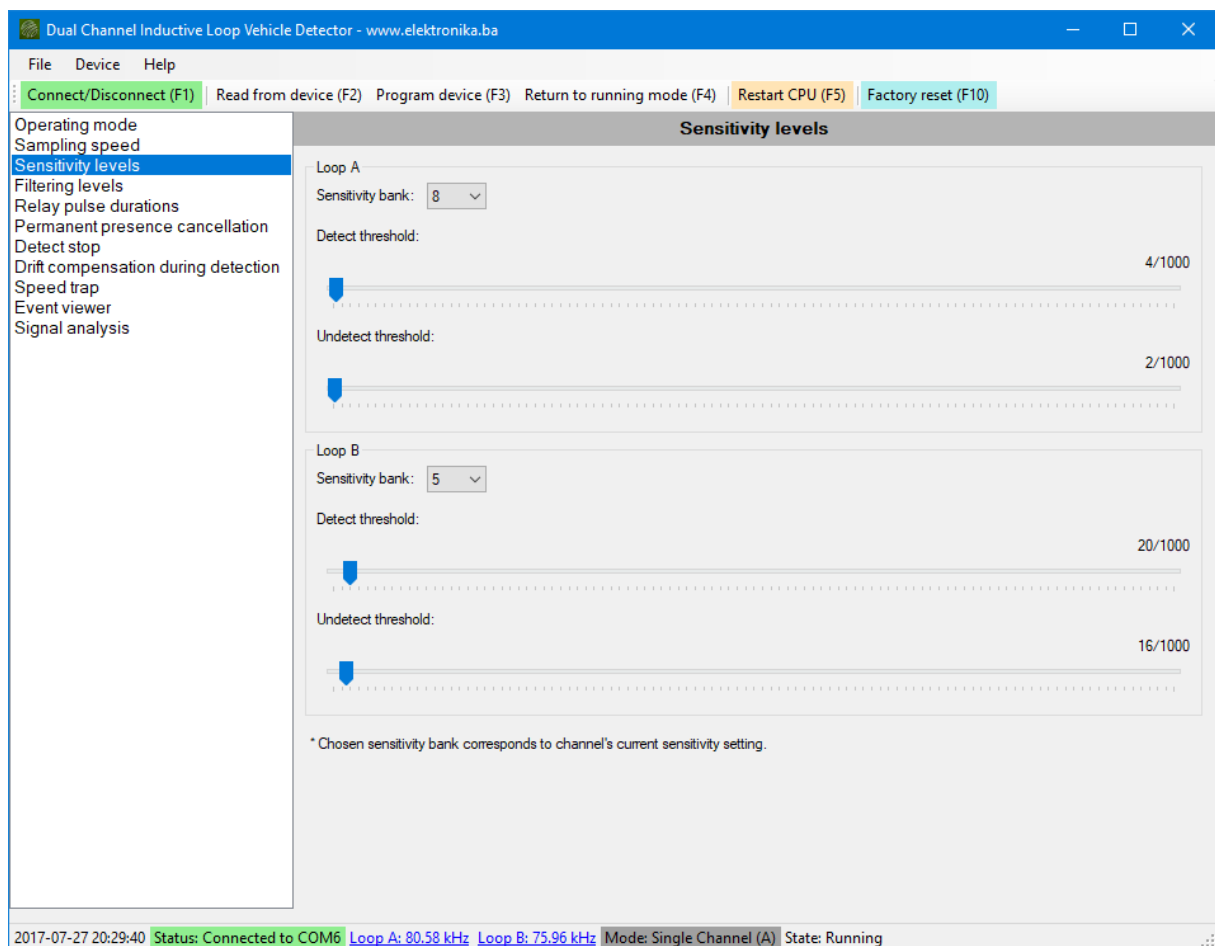 Dual Channel Inductive Loop Vehicle Detector - www.elektronika.ba
File Device Help
Connect/Disconnect (F1) Read from device (F2) Program device (F3) Return to running mode (F4) Restart CPU (F5) Factory reset (F10)
Operating mode
Sampling speed
Sensitivity levels
Filtering levels
Relay pulse durations
Permanent presence cancellation
Detect stop
Drift compensation during detection
Speed trap
Event viewer
Signal analysis
Sensitivity levels
Loop A
Sensitivity bank: 8
Detect threshold:
4/1000
Undetect threshold:
2/1000
Loop B
Sensitivity bank: 5
Detect threshold:
20/1000
Undetect threshold:
16/1000
* Chosen sensitivity bank corresponds to channel's current sensitivity setting.
2017-07-27 20:29:40 Status: Connected to COM6 Loop A: 80.58 kHz Loop B: 75.96 kHz Mode: Single Channel (A) State: Running